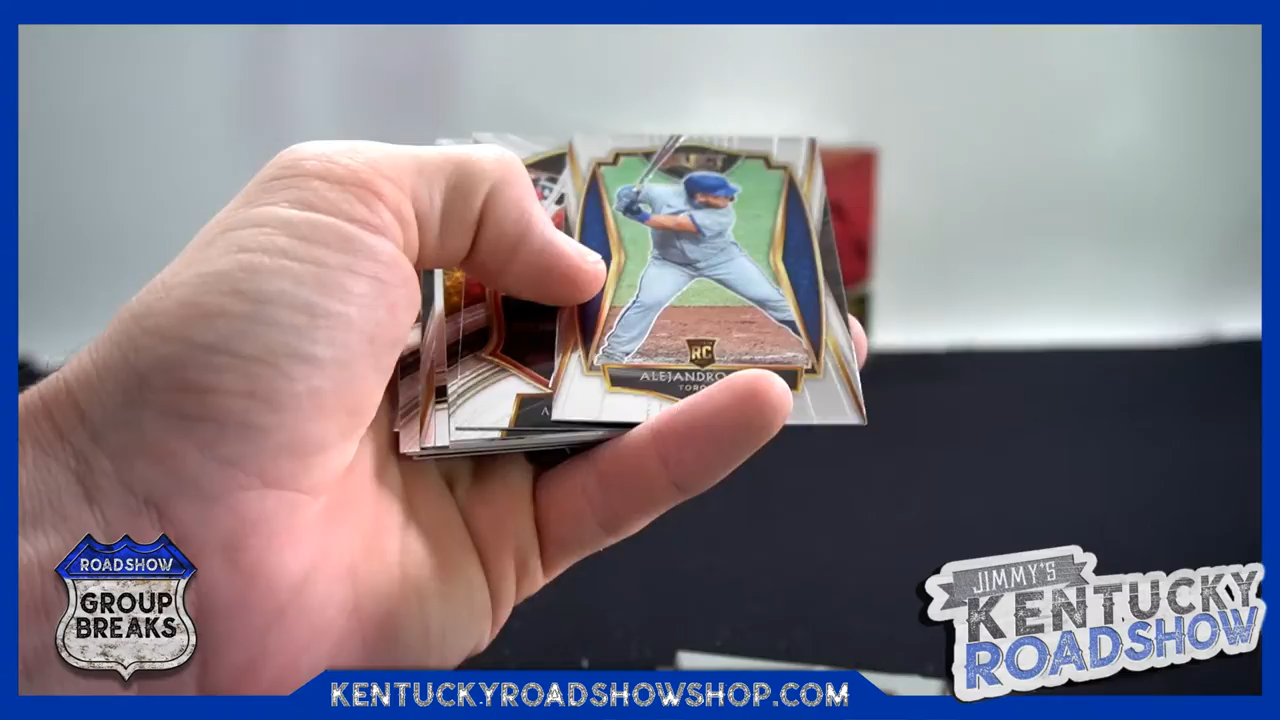 RC
ALEJANDRO
TORO
ROADSHOW
GROUP
BREAKS
JIMMY'S
KENTUCKY
ROADSHOW
KENTUCKYROADSHOWSHOP.COM